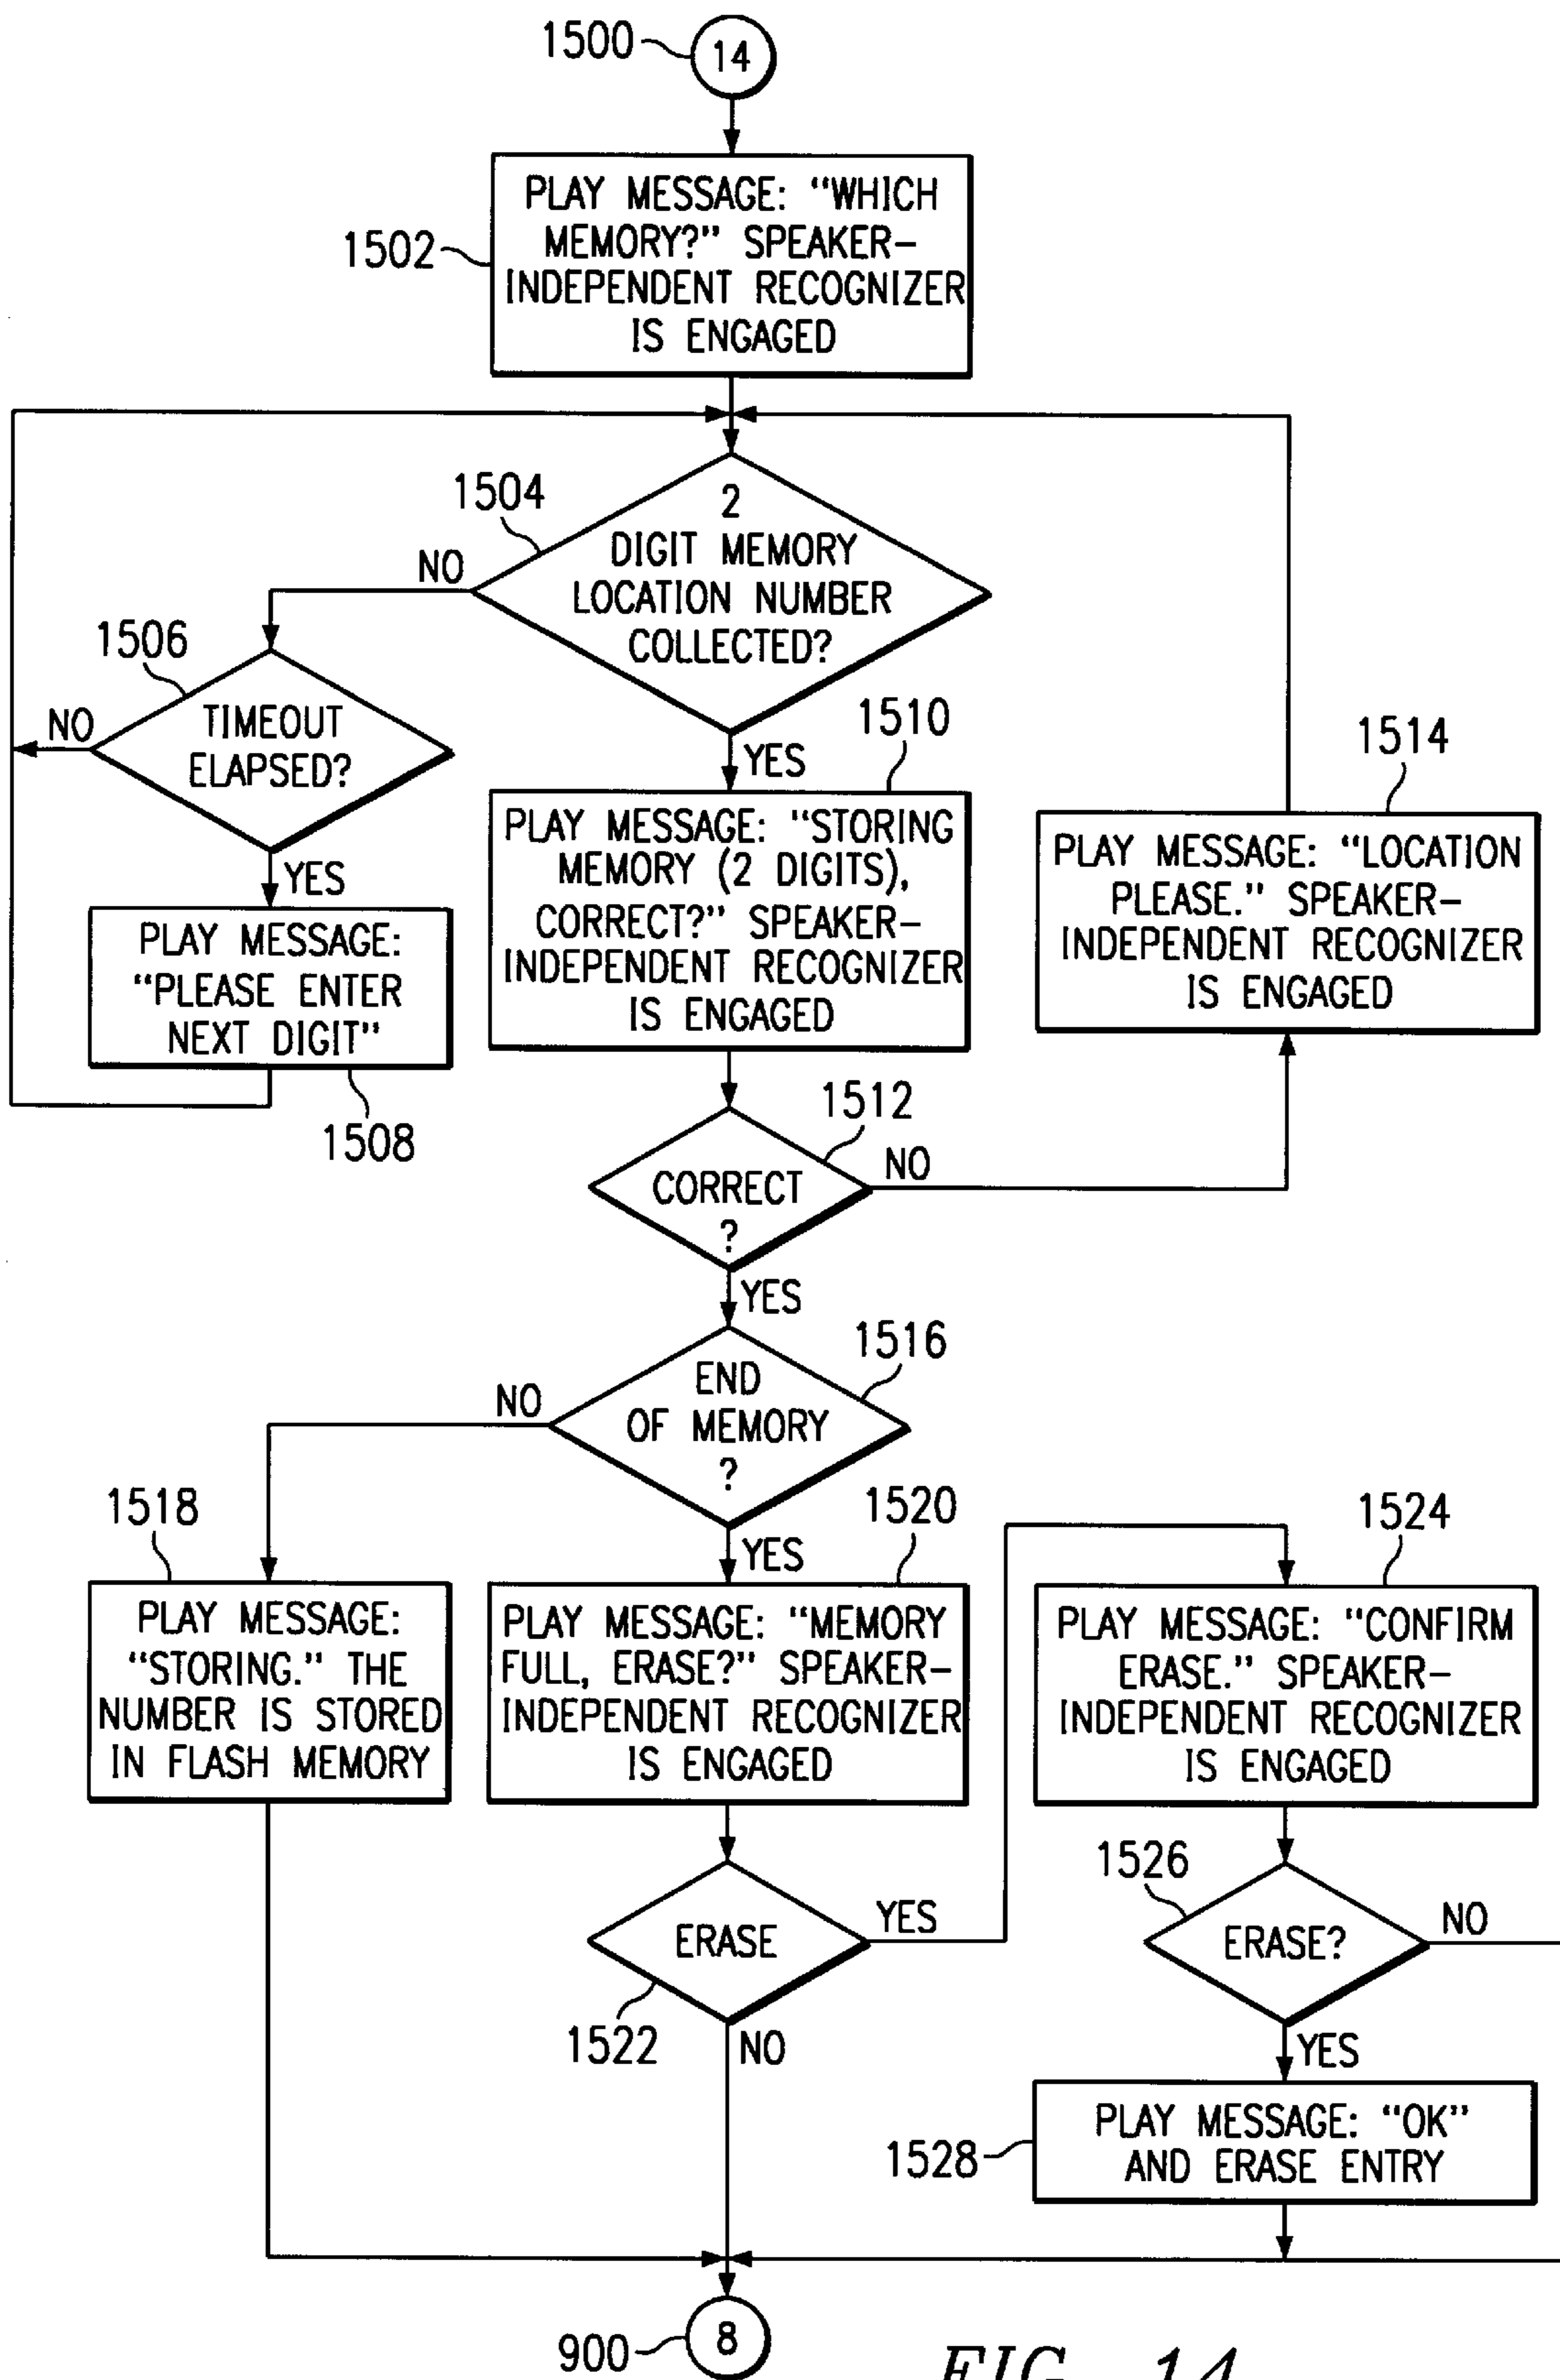 1500
14
PLAY MESSAGE: "WHICH
MEMORY?" SPEAKER–
INDEPENDENT RECOGNIZER
IS ENGAGED
1502
1504
2
DIGIT MEMORY
LOCATION NUMBER
COLLECTED?
NO
1506
TIMEOUT
ELAPSED?
NO
YES
PLAY MESSAGE:
"PLEASE ENTER
NEXT DIGIT"
1508
YES
1510
PLAY MESSAGE: "STORING
MEMORY (2 DIGITS),
CORRECT?" SPEAKER–
INDEPENDENT RECOGNIZER
IS ENGAGED
1514
PLAY MESSAGE: "LOCATION
PLEASE." SPEAKER–
INDEPENDENT RECOGNIZER
IS ENGAGED
1512
CORRECT
?
NO
YES
1516
END
OF MEMORY
?
NO
YES
1518
PLAY MESSAGE:
"STORING." THE
NUMBER IS STORED
IN FLASH MEMORY
1520
PLAY MESSAGE: "MEMORY
FULL, ERASE?" SPEAKER–
INDEPENDENT RECOGNIZER
IS ENGAGED
1524
PLAY MESSAGE: "CONFIRM
ERASE." SPEAKER–
INDEPENDENT RECOGNIZER
IS ENGAGED
ERASE
YES
1522
NO
1526
ERASE?
NO
YES
1528
PLAY MESSAGE: "OK"
AND ERASE ENTRY
900
8
FIG. 14